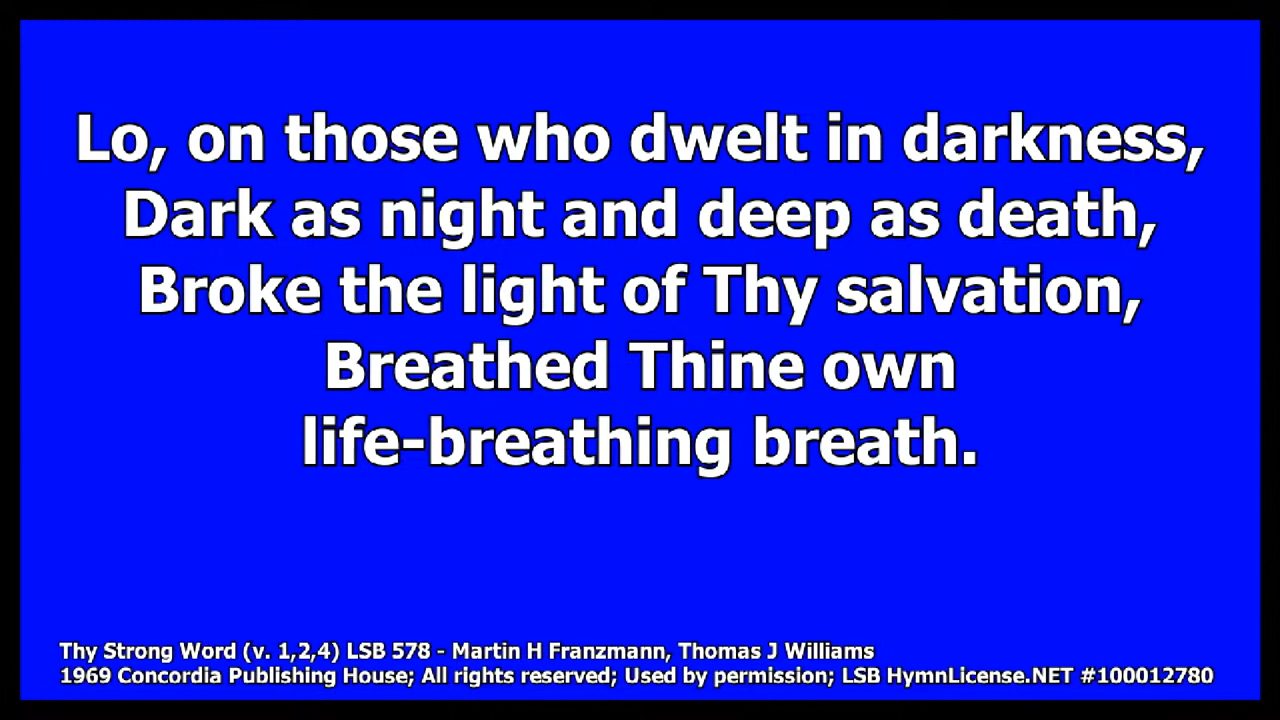 Lo, on those who dwelt in darkness,
Dark as night and deep as death,
Broke the light of Thy salvation,
Breathed Thine own
life-breathing breath.
Thy Strong Word (v. 1,2,4) LSB 578 - Martin H Franzmann, Thomas J Williams
1969 Concordia Publishing House; All rights reserved; Used by permission; LSB HymnLicense.NET #100012780